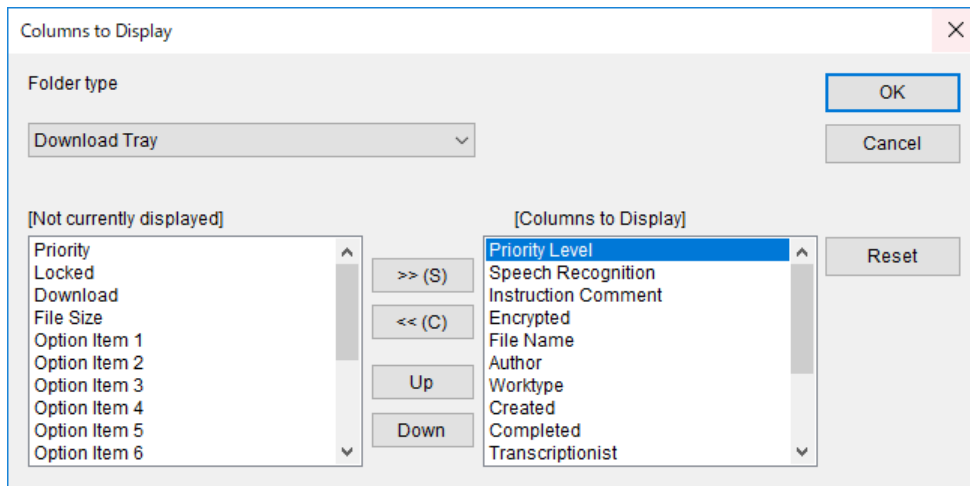 Columns to Display
Folder type
OK
Download Tray
Cancel
[Not currently displayed]
[Columns to Display]
Priority
Locked
Download
File Size
Option Item 1
Option Item 2
Option Item 3
Option Item 4
Option Item 5
Option Item 6
>> (S)
<< (C)
Up
Down
Priority Level
Speech Recognition
Instruction Comment
Encrypted
File Name
Author
Worktype
Created
Completed
Transcriptionist
Reset